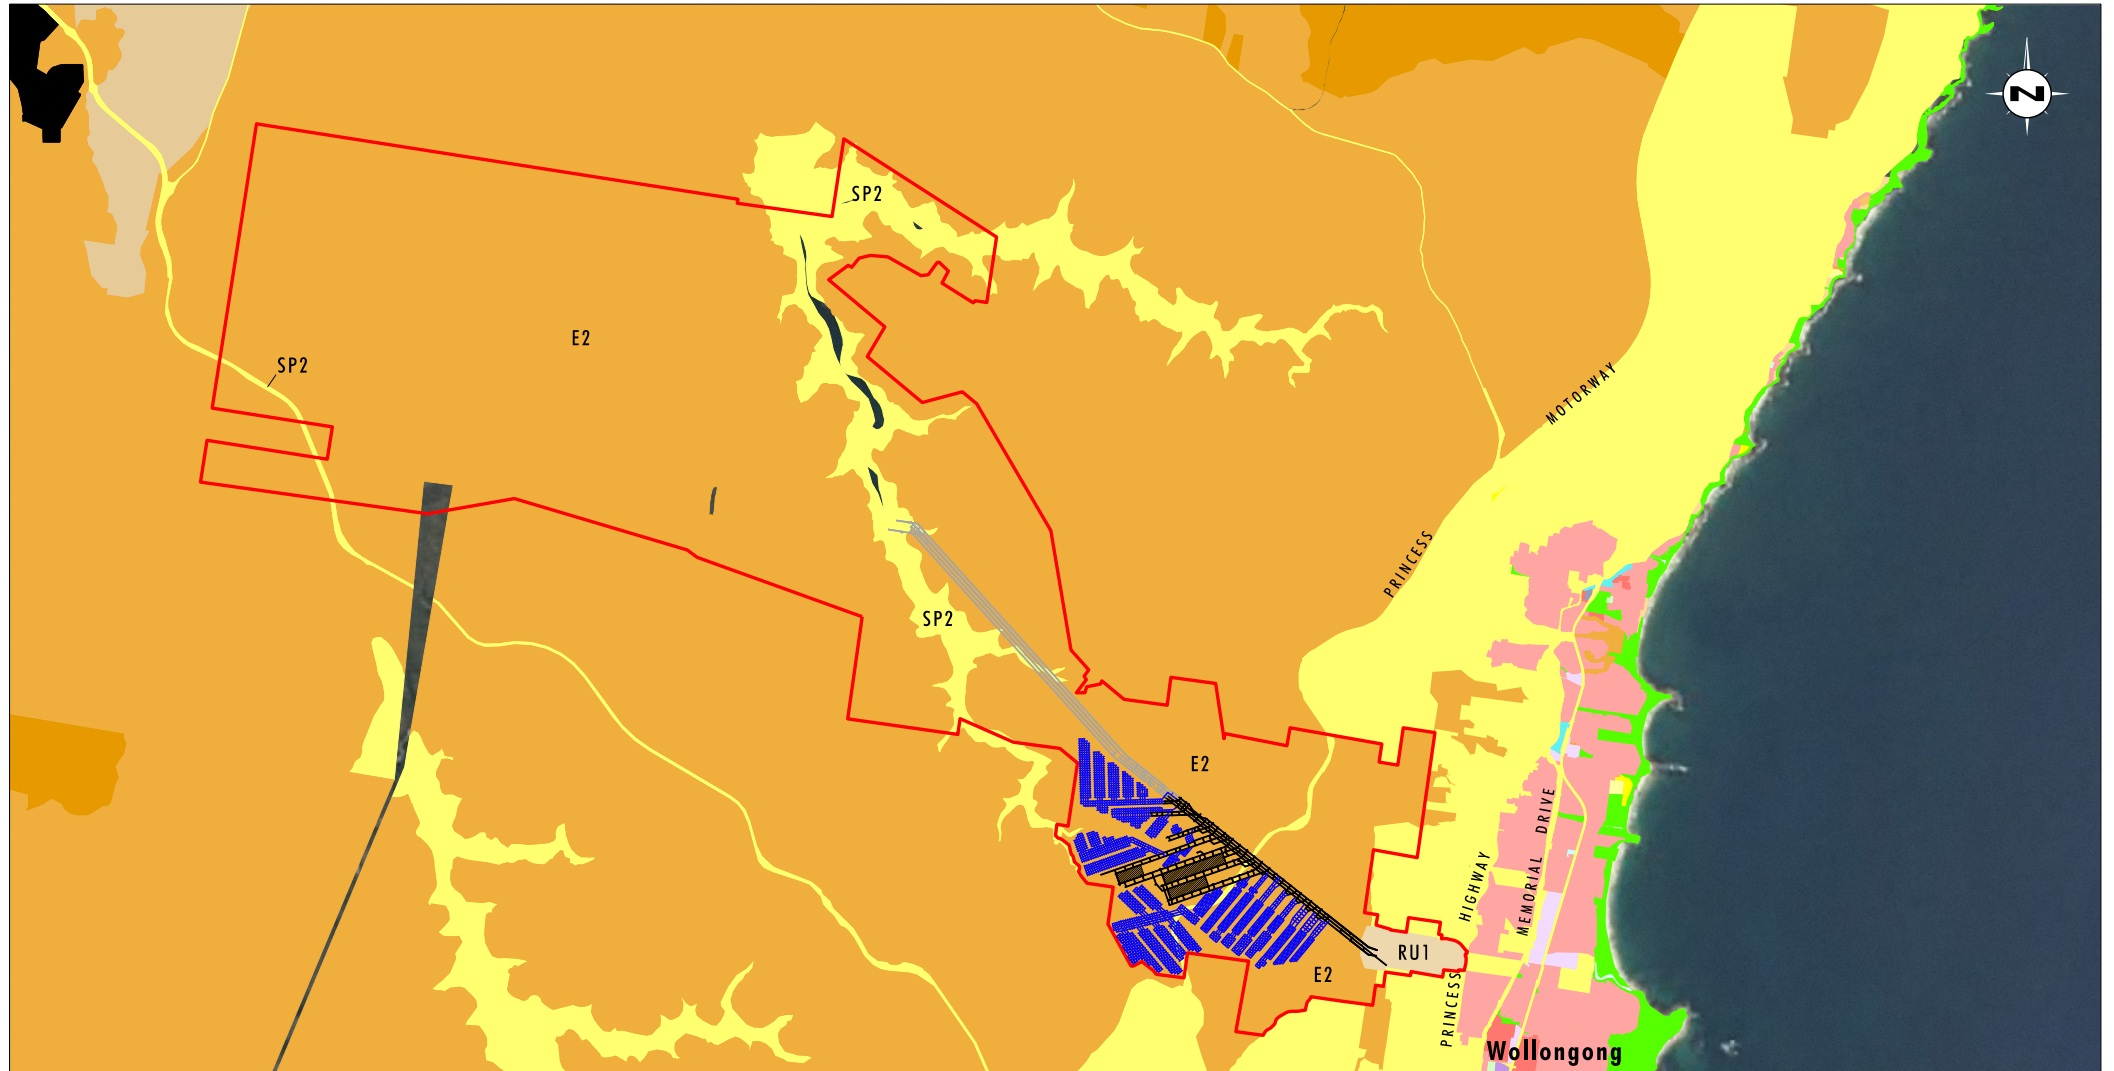 N
SP2
E2
SP2
MOTORWAY
PRINCESS
SP2
E2
MEMORIAL DRIVE
HIGHWAY
RU1
E2
PRINCESS
Wollongong